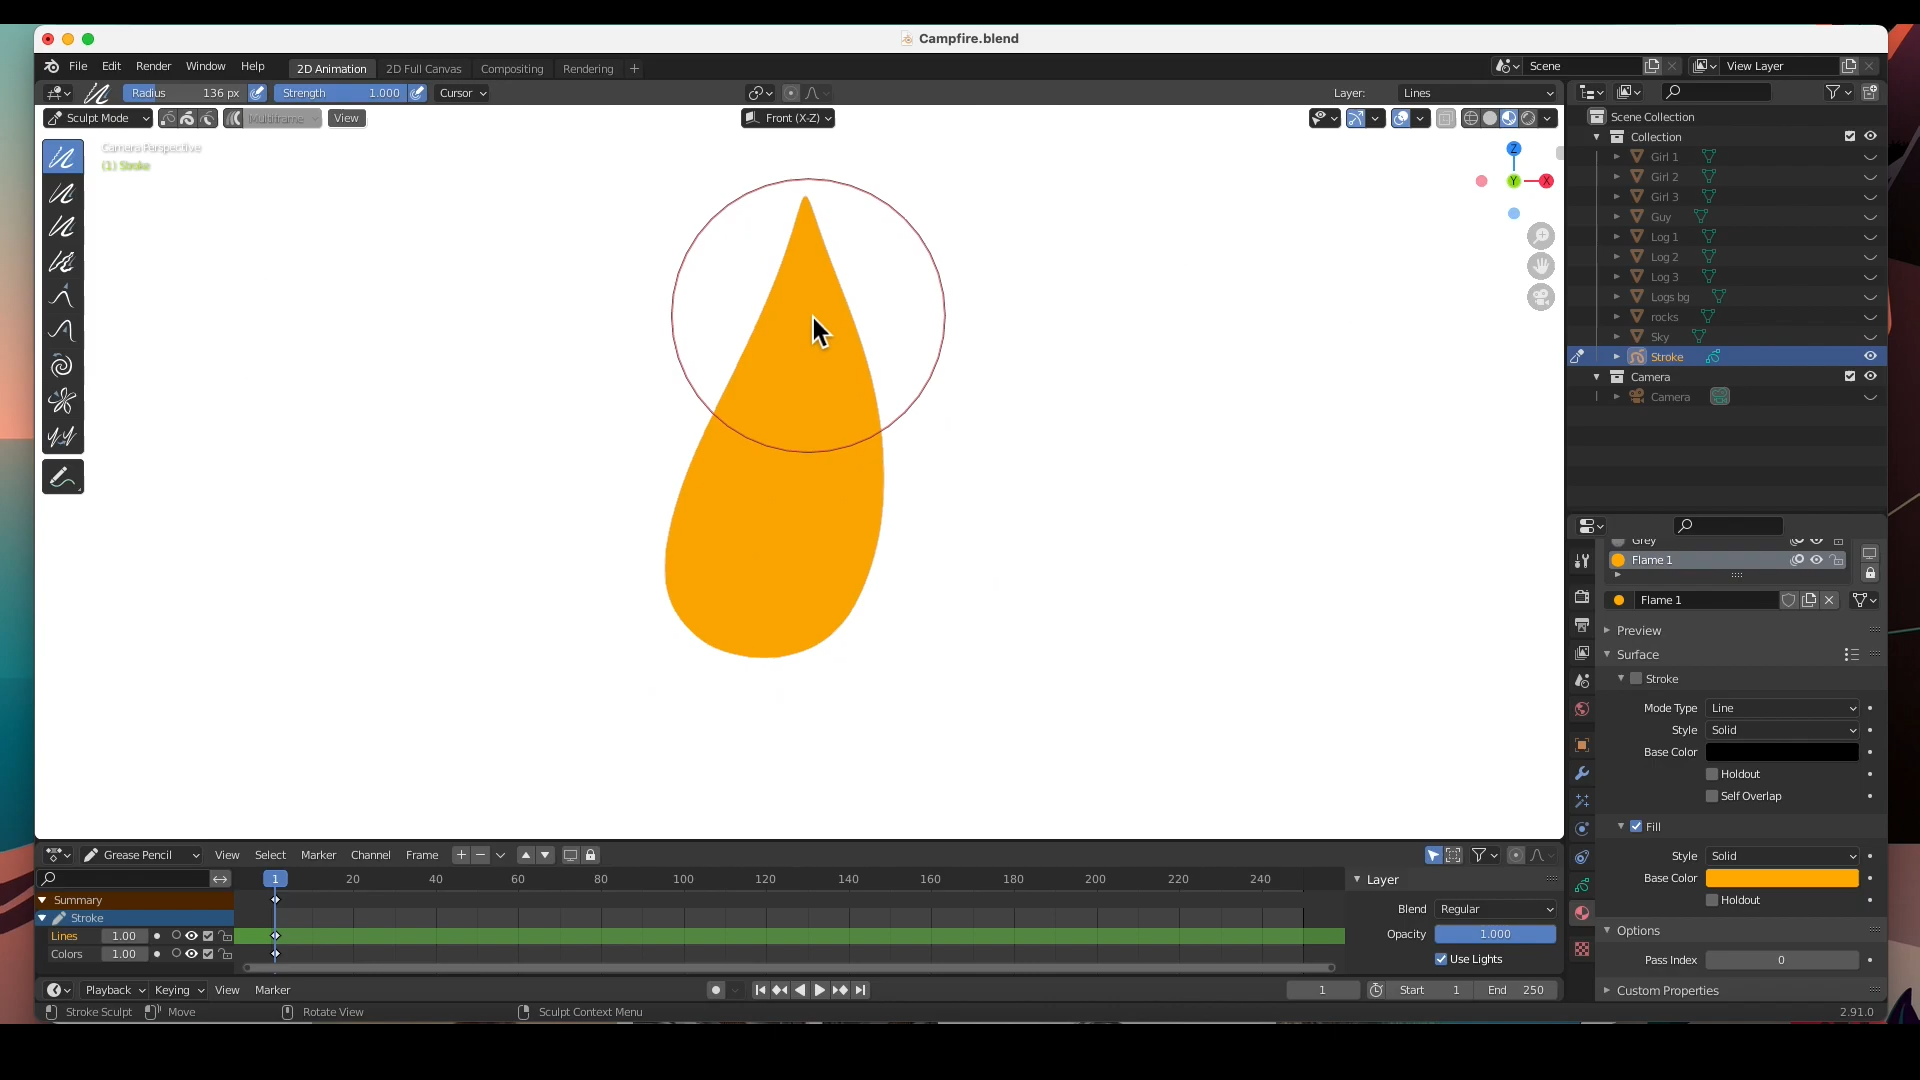 Campfire.blend
File Edit Render Window Help 2D Animation 2D Full Canvas Compositing Rendering + Scene View Layer
Radius 136 px Strength 1.000 Cursor Layer: Lines
Sculpt Mode Multiframe View Front (X-Z)
Camera Perspective
(1) Stroke
Z
Y X
Scene Collection
Collection
Girl 1
Girl 2
Girl 3
Guy
Log 1
Log 2
Log 3
Logs bg
rocks
Sky
Stroke
Camera
Camera
Grey
Flame 1
Flame 1
Preview
Surface
Stroke
Mode Type Line
Style Solid
Base Color
Holdout
Self Overlap
Fill
Style Solid
Base Color
Holdout
Options
Pass Index 0
Custom Properties
Grease Pencil View Select Marker Channel Frame
1 20 40 60 80 100 120 140 160 180 200 220 240
Summary
Stroke
Lines 1.00
Colors 1.00
Layer
Blend Regular
Opacity 1.000
Use Lights
Playback Keying View Marker 1 Start 1 End 250
Stroke Sculpt Move Rotate View Sculpt Context Menu 2.91.0